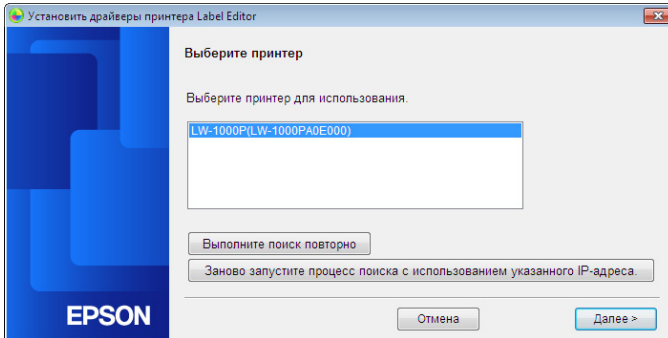 Установить драйверы принтера Label Editor
Выберите принтер
Выберите принтер для использования.
LW-1000P(LW-1000PA0E000)
Выполните поиск повторно
Заново запустите процесс поиска с использованием указанного IP-адреса.
EPSON
Отмена
Далее >